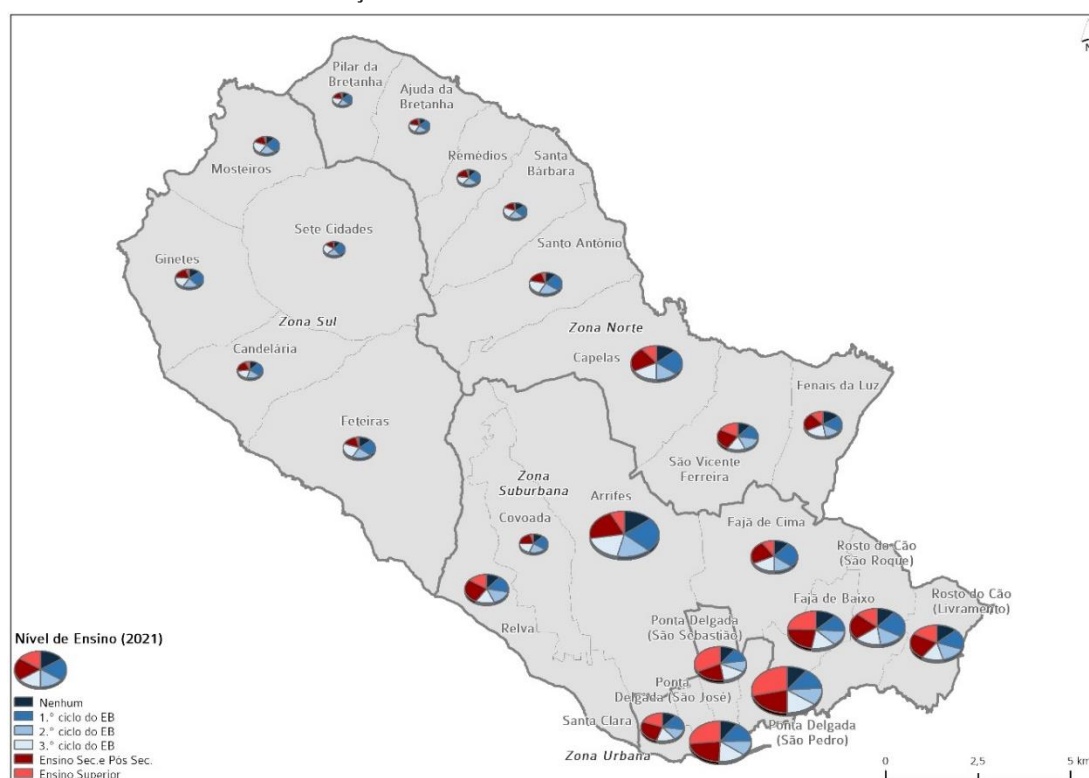 N
Pilar da
Bretanha
Ajuda da
Bretanha
Remédios
Santa
Bárbara
Mosteiros
Sete Cidades
Santo António
Ginetes
Zona Sul
Zona Norte
Candelária
Capelas
Fenais da Luz
Feteiras
São Vicente
Ferreira
Zona
Suburbana
Arrifes
Covoada
Fajã de Cima
Rosto do Cão
(São Roque)
Fajã de Baixo
Rosto do Cão
(Livramento)
Relva
Ponta Delgada
(São Sebastião)
Ponta
Delgada (São José)
Santa Clara
Ponta Delgada
(São Pedro)
Zona Urbana
Nível de Ensino (2021)
Nenhum
1.° ciclo do EB
2.° ciclo do EB
3.° ciclo do EB
Ensino Sec.e Pós Sec.
Ensino Superior
0 2,5 5 km